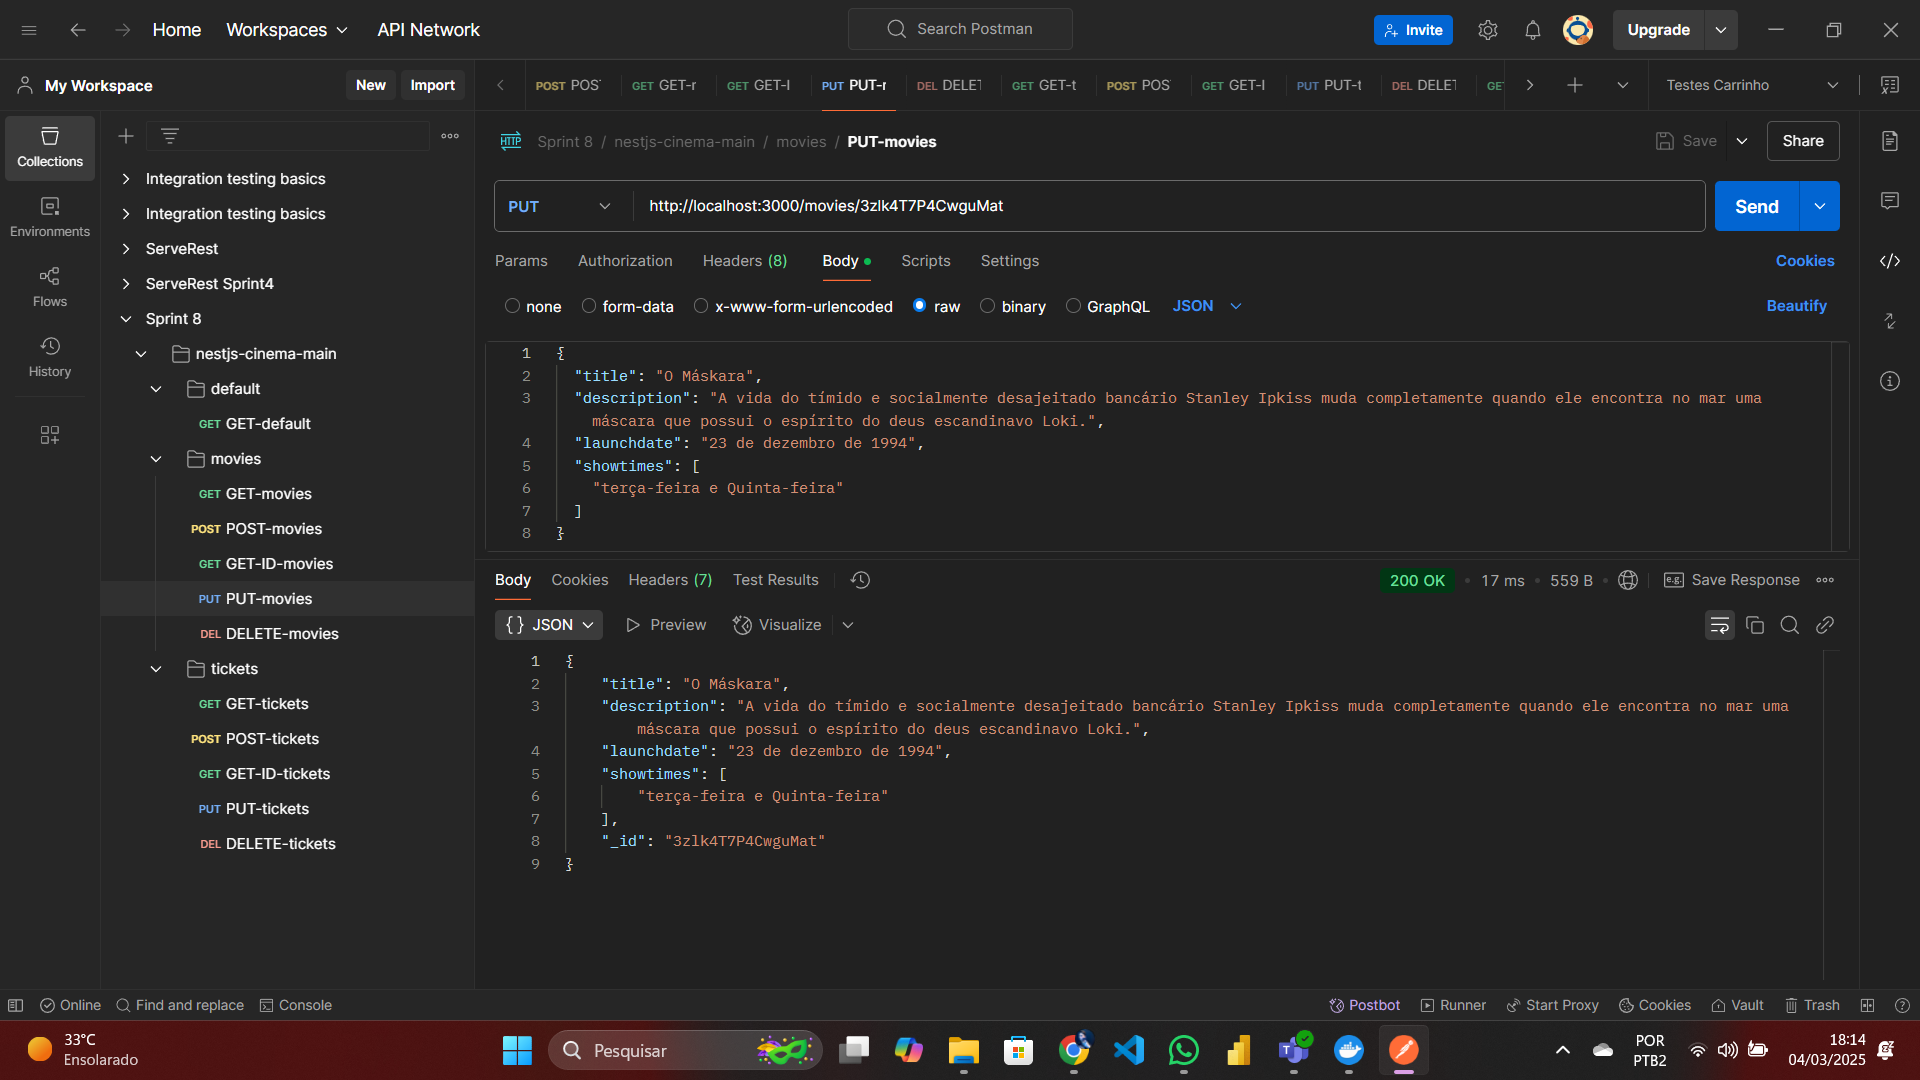 Home
Workspaces
API Network
Search Postman
Invite
Upgrade
My Workspace
New
Import
POST POS
GET GET-r
GET GET-I
PUT PUT-r
DEL DELE
GET GET-t
POST POS
GET GET-I
PUT PUT-t
DEL DELE
GE
Testes Carrinho
Collections
Environments
Flows
History
Integration testing basics
Integration testing basics
ServeRest
ServeRest Sprint4
Sprint 8
nestjs-cinema-main
default
GET GET-default
movies
GET GET-movies
POST POST-movies
GET GET-ID-movies
PUT PUT-movies
DEL DELETE-movies
tickets
GET GET-tickets
POST POST-tickets
GET GET-ID-tickets
PUT PUT-tickets
DEL DELETE-tickets
HTTP Sprint 8 / nestjs-cinema-main / movies / PUT-movies
Save
Share
PUT
http://localhost:3000/movies/3zlk4T7P4CwguMat
Send
Params Authorization Headers (8) Body Scripts Settings
Cookies
none form-data x-www-form-urlencoded raw binary GraphQL JSON
Beautify
1 {
2 "title": "O Máskara",
3 "description": "A vida do tímido e socialmente desajeitado bancário Stanley Ipkiss muda completamente quando ele encontra no mar uma
máscara que possui o espírito do deus escandinavo Loki.",
4 "launchdate": "23 de dezembro de 1994",
5 "showtimes": [
6 "terça-feira e Quinta-feira"
7 ]
8 }
Body Cookies Headers (7) Test Results
200 OK • 17 ms • 559 B •
e.g. Save Response
{} JSON
Preview
Visualize
1 {
2 "title": "O Máskara",
3 "description": "A vida do tímido e socialmente desajeitado bancário Stanley Ipkiss muda completamente quando ele encontra no mar uma
máscara que possui o espírito do deus escandinavo Loki.",
4 "launchdate": "23 de dezembro de 1994",
5 "showtimes": [
6 "terça-feira e Quinta-feira"
7 ],
8 "_id": "3zlk4T7P4CwguMat"
9 }
Online
Find and replace
Console
Postbot
Runner
Start Proxy
Cookies
Vault
Trash
33°C
Ensolarado
Pesquisar
POR
PTB2
18:14
04/03/2025